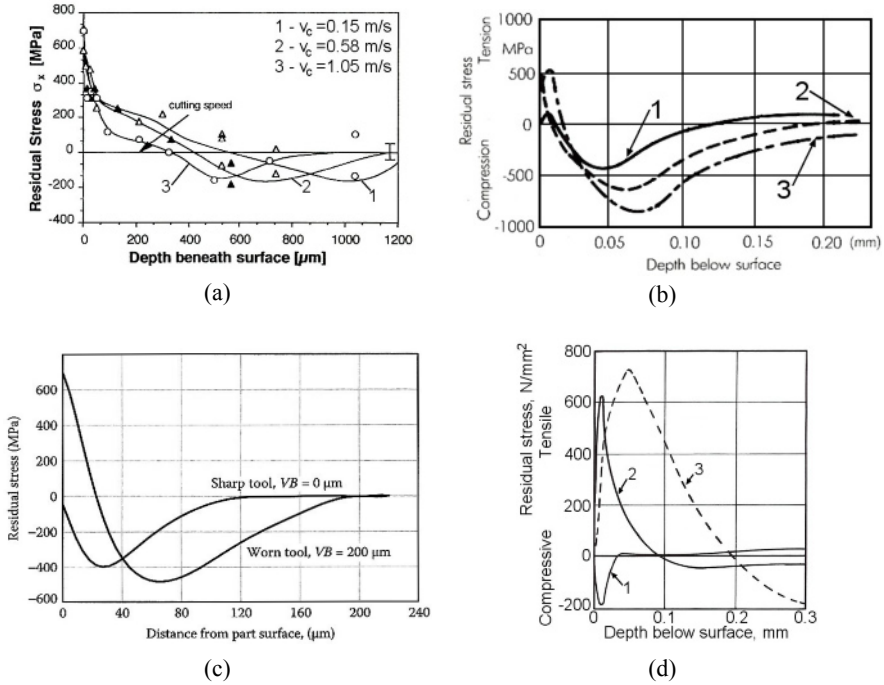 (a)
Residual Stress σx [MPa]
800
600
400
200
0
-200
400
1 - vc =0.15 m/s
2 - vc =0.58 m/s
3 - vc =1.05 m/s
cutting speed
3
2
1
0 200 400 600 800 1000 1200
Depth beneath surface [µm]
(b)
Residual stress
Compression Tension
1000
MPa
500
0
-500
-1000
1
2
3
0 0.05 0.10 0.15 0.20 (mm)
Depth below surface
(c)
Residual stress (MPa)
600
400
200
0
−200
−400
−600
Sharp tool, VB = 0 µm
Worn tool, VB = 200 µm
0 40 80 120 160 200 240
Distance from part surface, (µm)
(d)
Residual stress, N/mm²
Compressive Tensile
800
600
400
200
0
-200
2
3
1
0 0.1 0.2 0.3
Depth below surface, mm